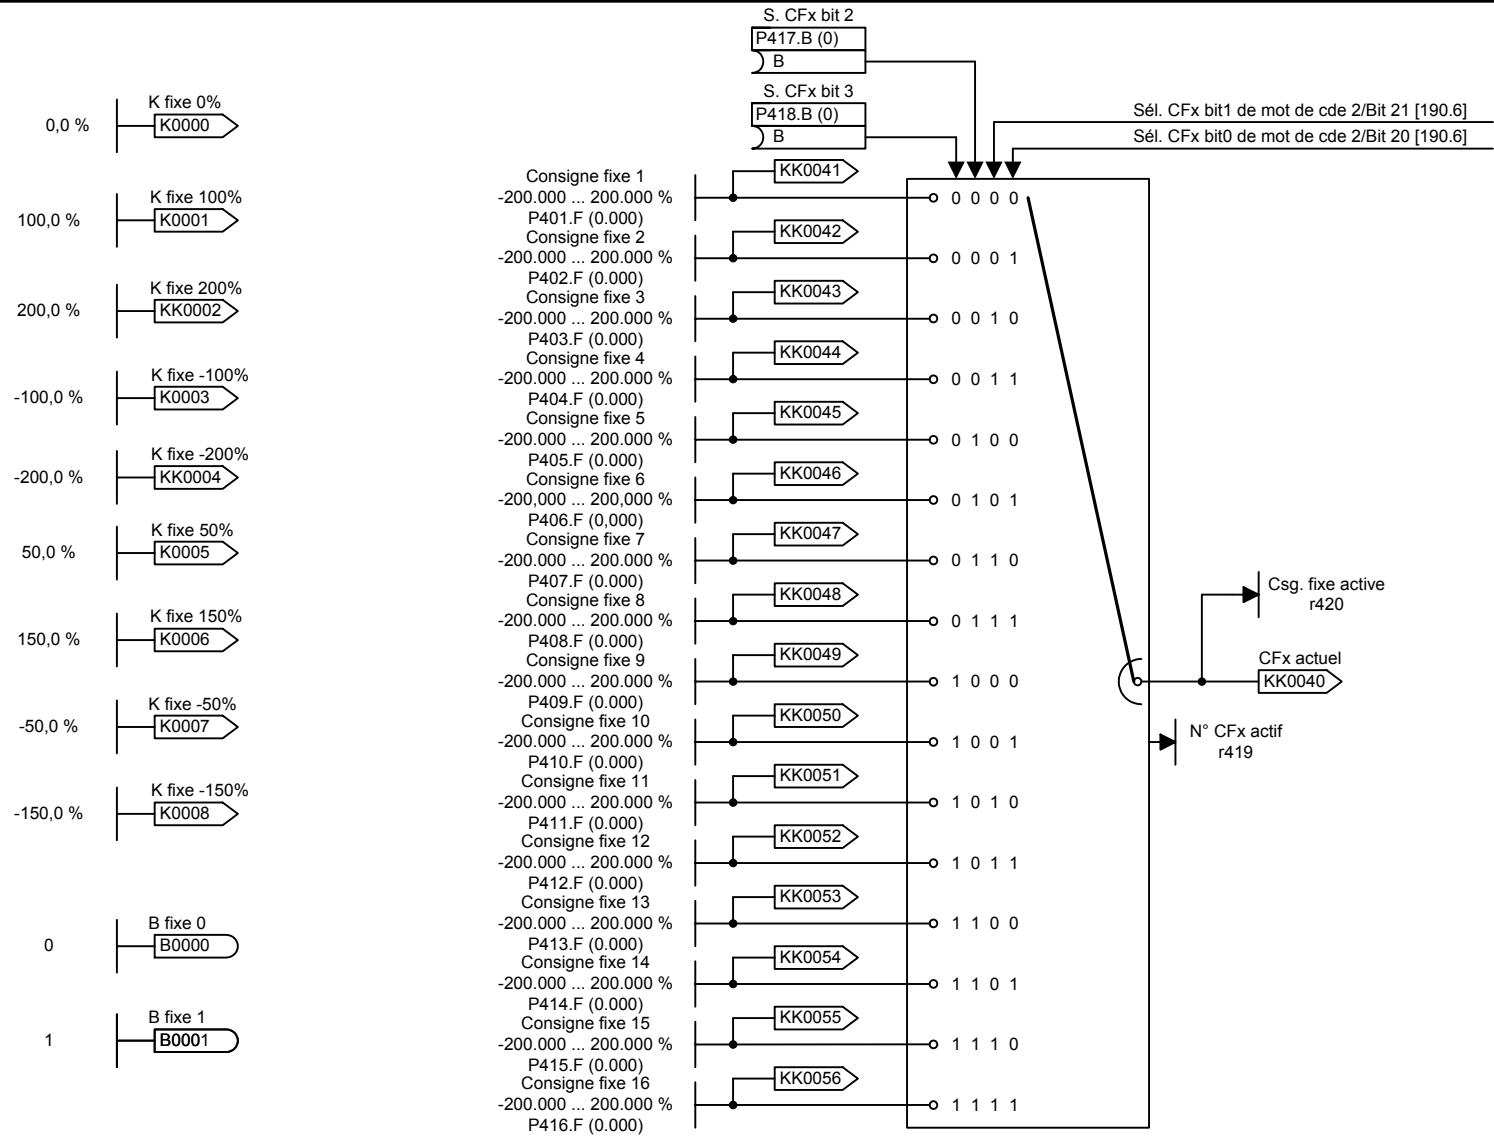 S. CFx bit 2
P417.B (0)
B
S. CFx bit 3
P418.B (0)
B
Sél. CFx bit1 de mot de cde 2/Bit 21 [190.6]
Sél. CFx bit0 de mot de cde 2/Bit 20 [190.6]
K fixe 0%
0,0 % K0000
K fixe 100%
100,0 % K0001
K fixe 200%
200,0 % KK0002
K fixe -100%
-100,0 % K0003
K fixe -200%
-200,0 % KK0004
K fixe 50%
50,0 % K0005
K fixe 150%
150,0 % K0006
K fixe -50%
-50,0 % K0007
K fixe -150%
-150,0 % K0008
B fixe 0
0 B0000
B fixe 1
1 B0001
Consigne fixe 1 KK0041
-200.000 ... 200.000 % 0 0 0 0
P401.F (0.000)
Consigne fixe 2 KK0042
-200.000 ... 200.000 % 0 0 0 1
P402.F (0.000)
Consigne fixe 3 KK0043
-200.000 ... 200.000 % 0 0 1 0
P403.F (0.000)
Consigne fixe 4 KK0044
-200.000 ... 200.000 % 0 0 1 1
P404.F (0.000)
Consigne fixe 5 KK0045
-200.000 ... 200.000 % 0 1 0 0
P405.F (0.000)
Consigne fixe 6 KK0046
-200,000 ... 200,000 % 0 1 0 1
P406.F (0,000)
Consigne fixe 7 KK0047
-200.000 ... 200.000 % 0 1 1 0
P407.F (0.000)
Consigne fixe 8 KK0048
-200.000 ... 200.000 % 0 1 1 1
P408.F (0.000)
Consigne fixe 9 KK0049
-200.000 ... 200.000 % 1 0 0 0
P409.F (0.000)
Consigne fixe 10 KK0050
-200.000 ... 200.000 % 1 0 0 1
P410.F (0.000)
Consigne fixe 11 KK0051
-200.000 ... 200.000 % 1 0 1 0
P411.F (0.000)
Consigne fixe 12 KK0052
-200.000 ... 200.000 % 1 0 1 1
P412.F (0.000)
Consigne fixe 13 KK0053
-200.000 ... 200.000 % 1 1 0 0
P413.F (0.000)
Consigne fixe 14 KK0054
-200.000 ... 200.000 % 1 1 0 1
P414.F (0.000)
Consigne fixe 15 KK0055
-200.000 ... 200.000 % 1 1 1 0
P415.F (0.000)
Consigne fixe 16 KK0056
-200.000 ... 200.000 % 1 1 1 1
P416.F (0.000)
Csg. fixe active
r420
CFx actuel
KK0040
N° CFx actif
r419